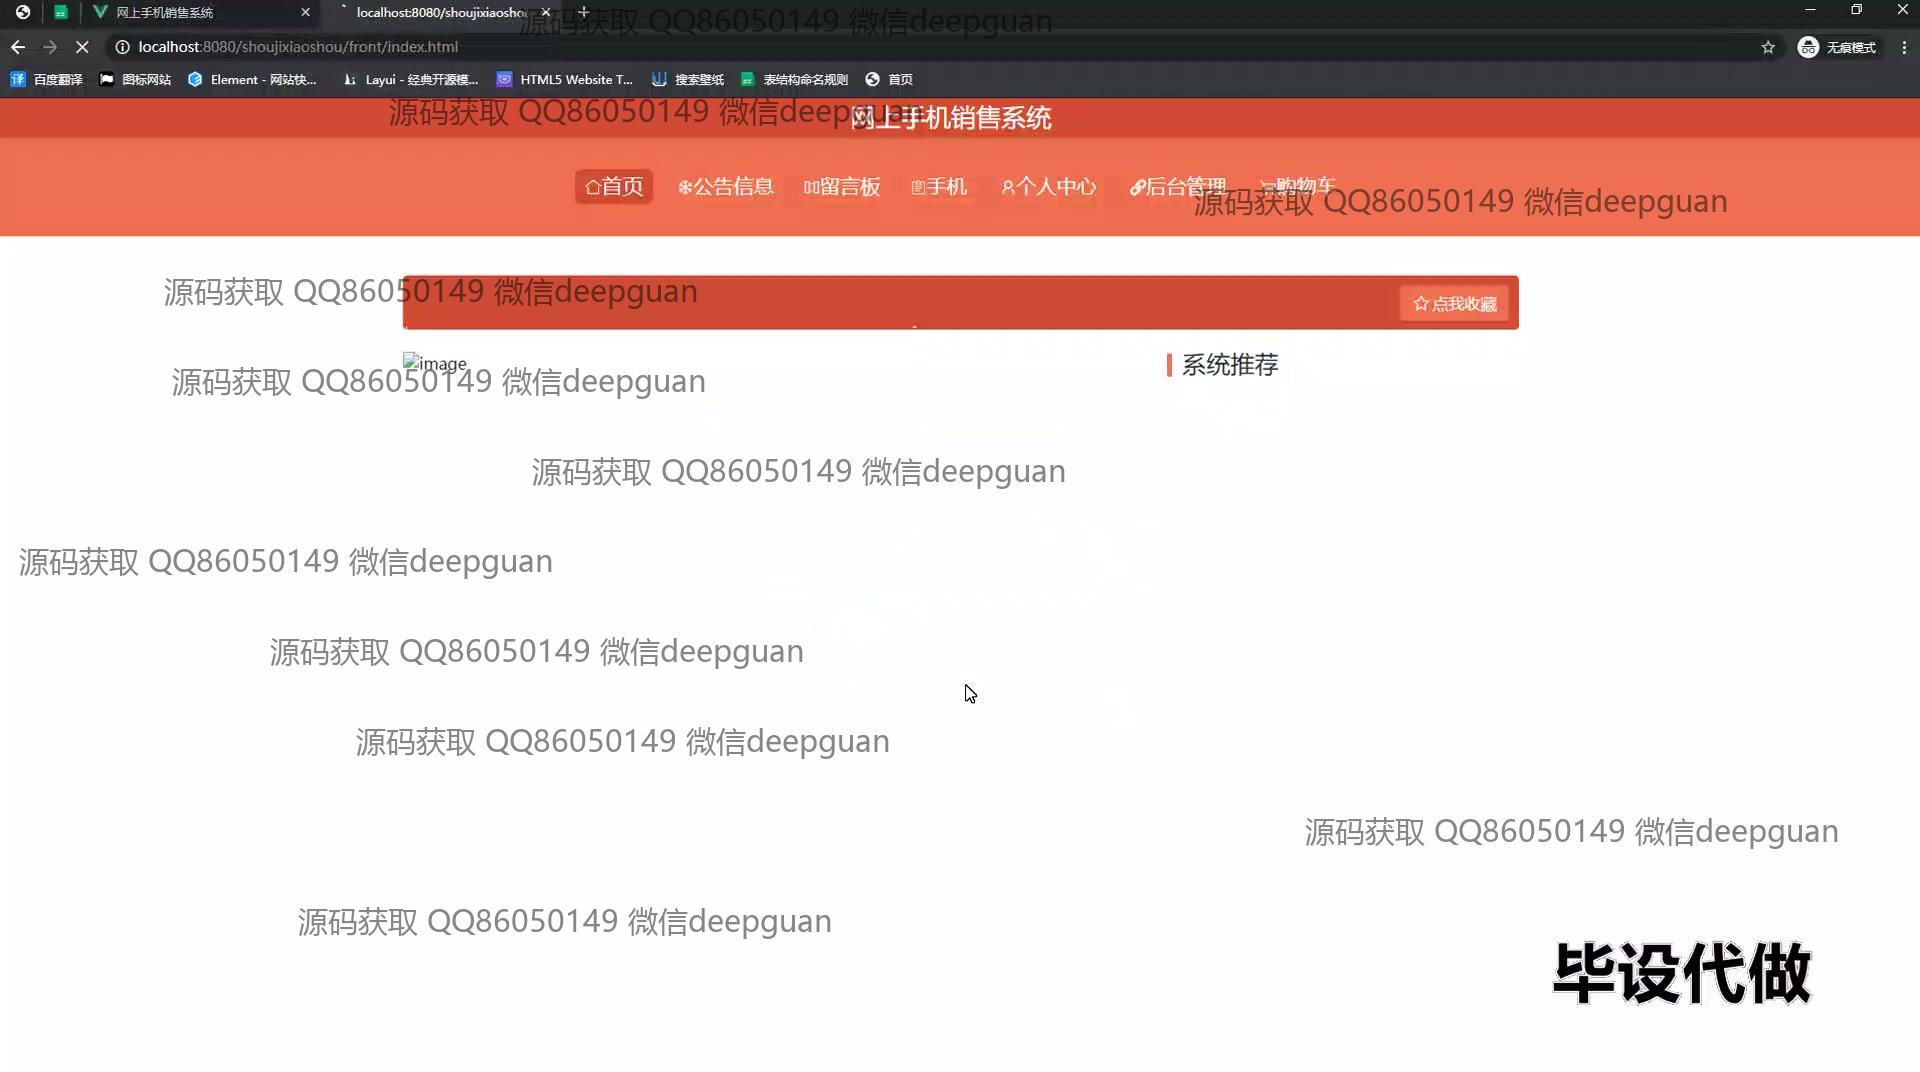 网上手机销售系统
localhost:8080/shoujixiaosho
源码获取 QQ86050149 微信deepguan
localhost:8080/shoujixiaoshou/front/index.html
无痕模式
百度翻译 图标网站 Element - 网站快... Layui - 经典开源模... HTML5 Website T... 搜索壁纸 表结构命名规则 首页
源码获取 QQ86050149 微信deepguan
网上手机销售系统
首页 公告信息 留言板 手机 个人中心 后台管理 购物车
源码获取 QQ86050149 微信deepguan
源码获取 QQ86050149 微信deepguan
点我收藏
image
系统推荐
源码获取 QQ86050149 微信deepguan
源码获取 QQ86050149 微信deepguan
源码获取 QQ86050149 微信deepguan
源码获取 QQ86050149 微信deepguan
源码获取 QQ86050149 微信deepguan
源码获取 QQ86050149 微信deepguan
源码获取 QQ86050149 微信deepguan
毕设代做